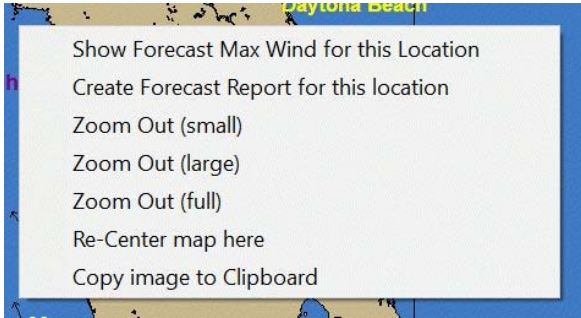 Daytona Beach
Show Forecast Max Wind for this Location
Create Forecast Report for this location
Zoom Out (small)
Zoom Out (large)
Zoom Out (full)
Re-Center map here
Copy image to Clipboard